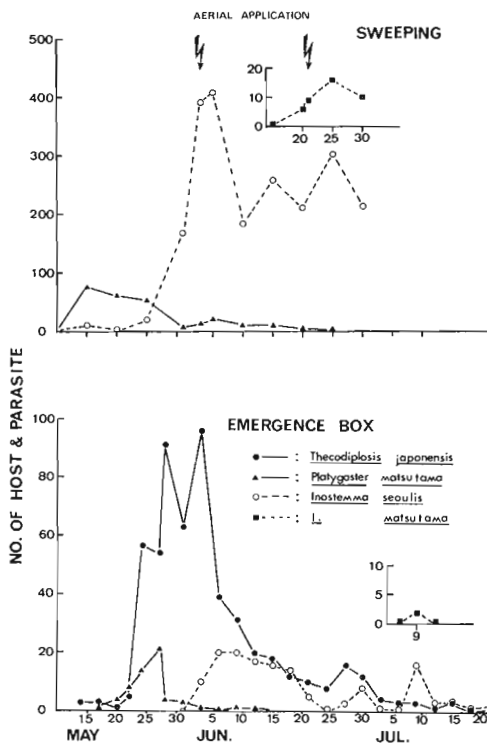 AERIAL APPLICATION
SWEEPING
500
400
300
200
100
0
20
10
0
20 25 30
NO. OF HOST & PARASITE
EMERGENCE BOX
: Thecodiplosis japonensis
: Platygaster matsutama
: Inostemma seoulis
: I. matsutama
100
80
60
40
20
0
10
5
0
9
15 20 25 30 5 10 15 20 25 30 5 10 15 20
MAY JUN. JUL.